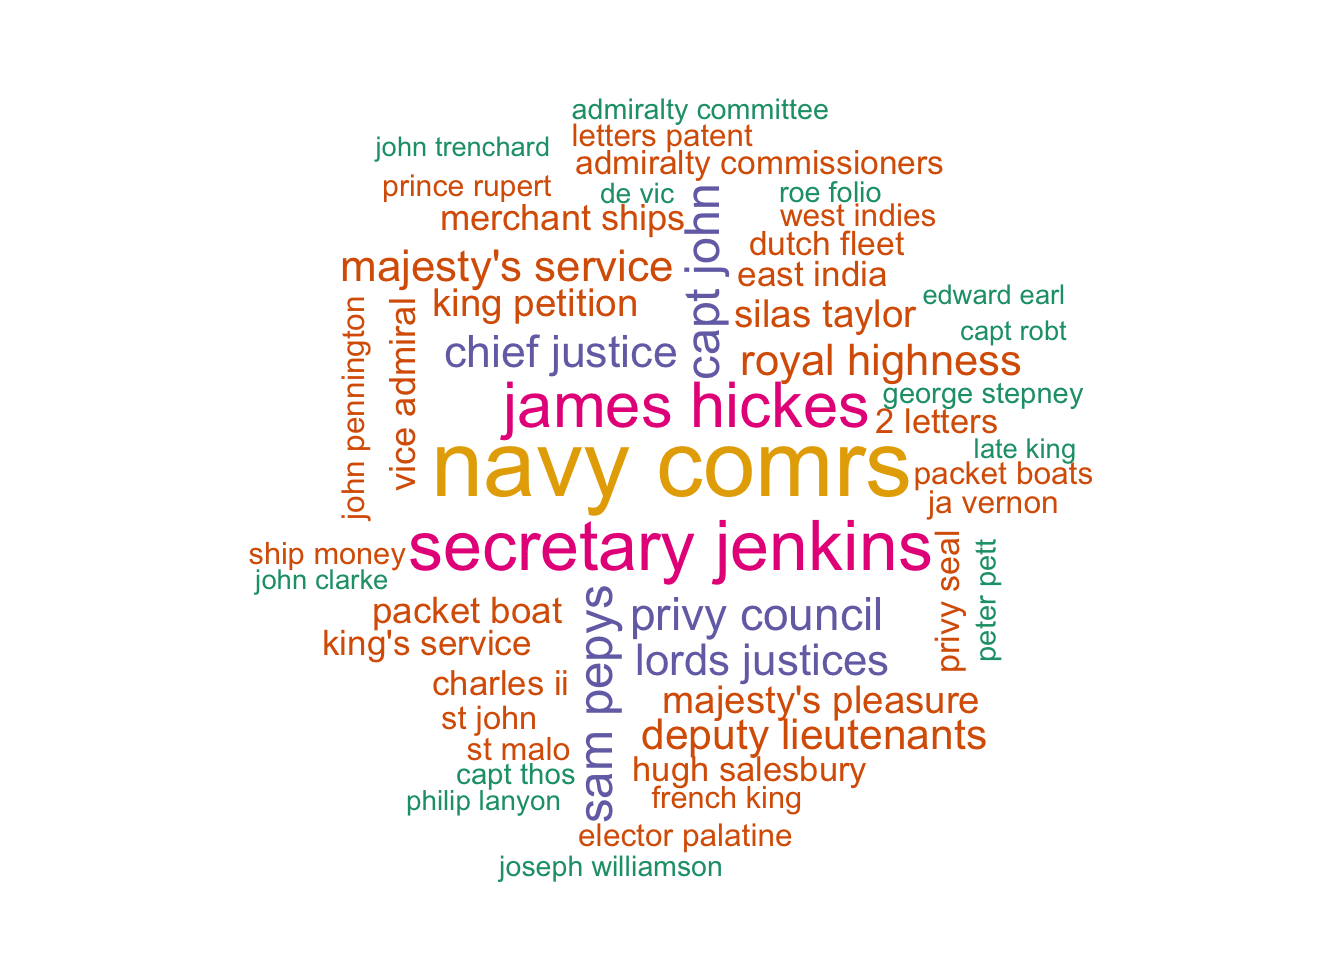 admiralty committee
letters patent
john trenchard
admiralty commissioners
prince rupert
de vic
roe folio
merchant ships
capt john
west indies
dutch fleet
majesty's service
east india
king petition
edward earl
silas taylor
john pennington
vice admiral
capt robt
chief justice
royal highness
james hickes
george stepney
2 letters
navy comrs
late king
packet boats
ja vernon
secretary jenkins
ship money
john clarke
privy seal
peter pett
packet boat
sam pepys
privy council
king's service
lords justices
charles ii
majesty's pleasure
st john
deputy lieutenants
st malo
capt thos
hugh salesbury
philip lanyon
french king
elector palatine
joseph williamson